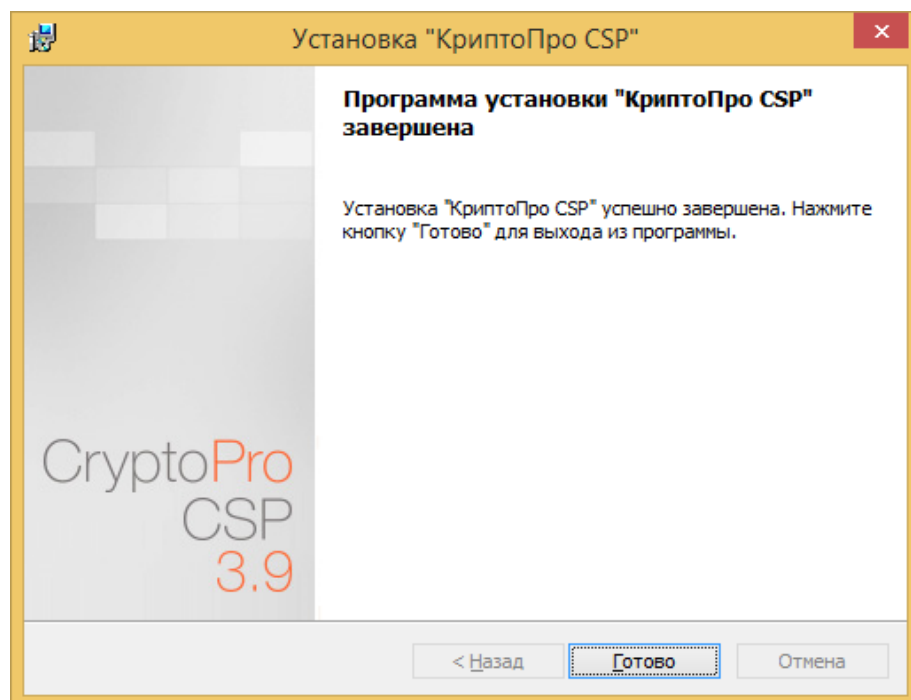 Установка "КриптоПро CSP"
Программа установки "КриптоПро CSP"
завершена
Установка "КриптоПро CSP" успешно завершена. Нажмите
кнопку "Готово" для выхода из программы.
CryptoPro
CSP
3.9
< Назад
Готово
Отмена